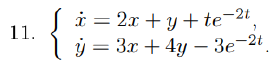 11. { ẋ = 2x + y + te⁻²ᵗ,
ẏ = 3x + 4y − 3e⁻²ᵗ.